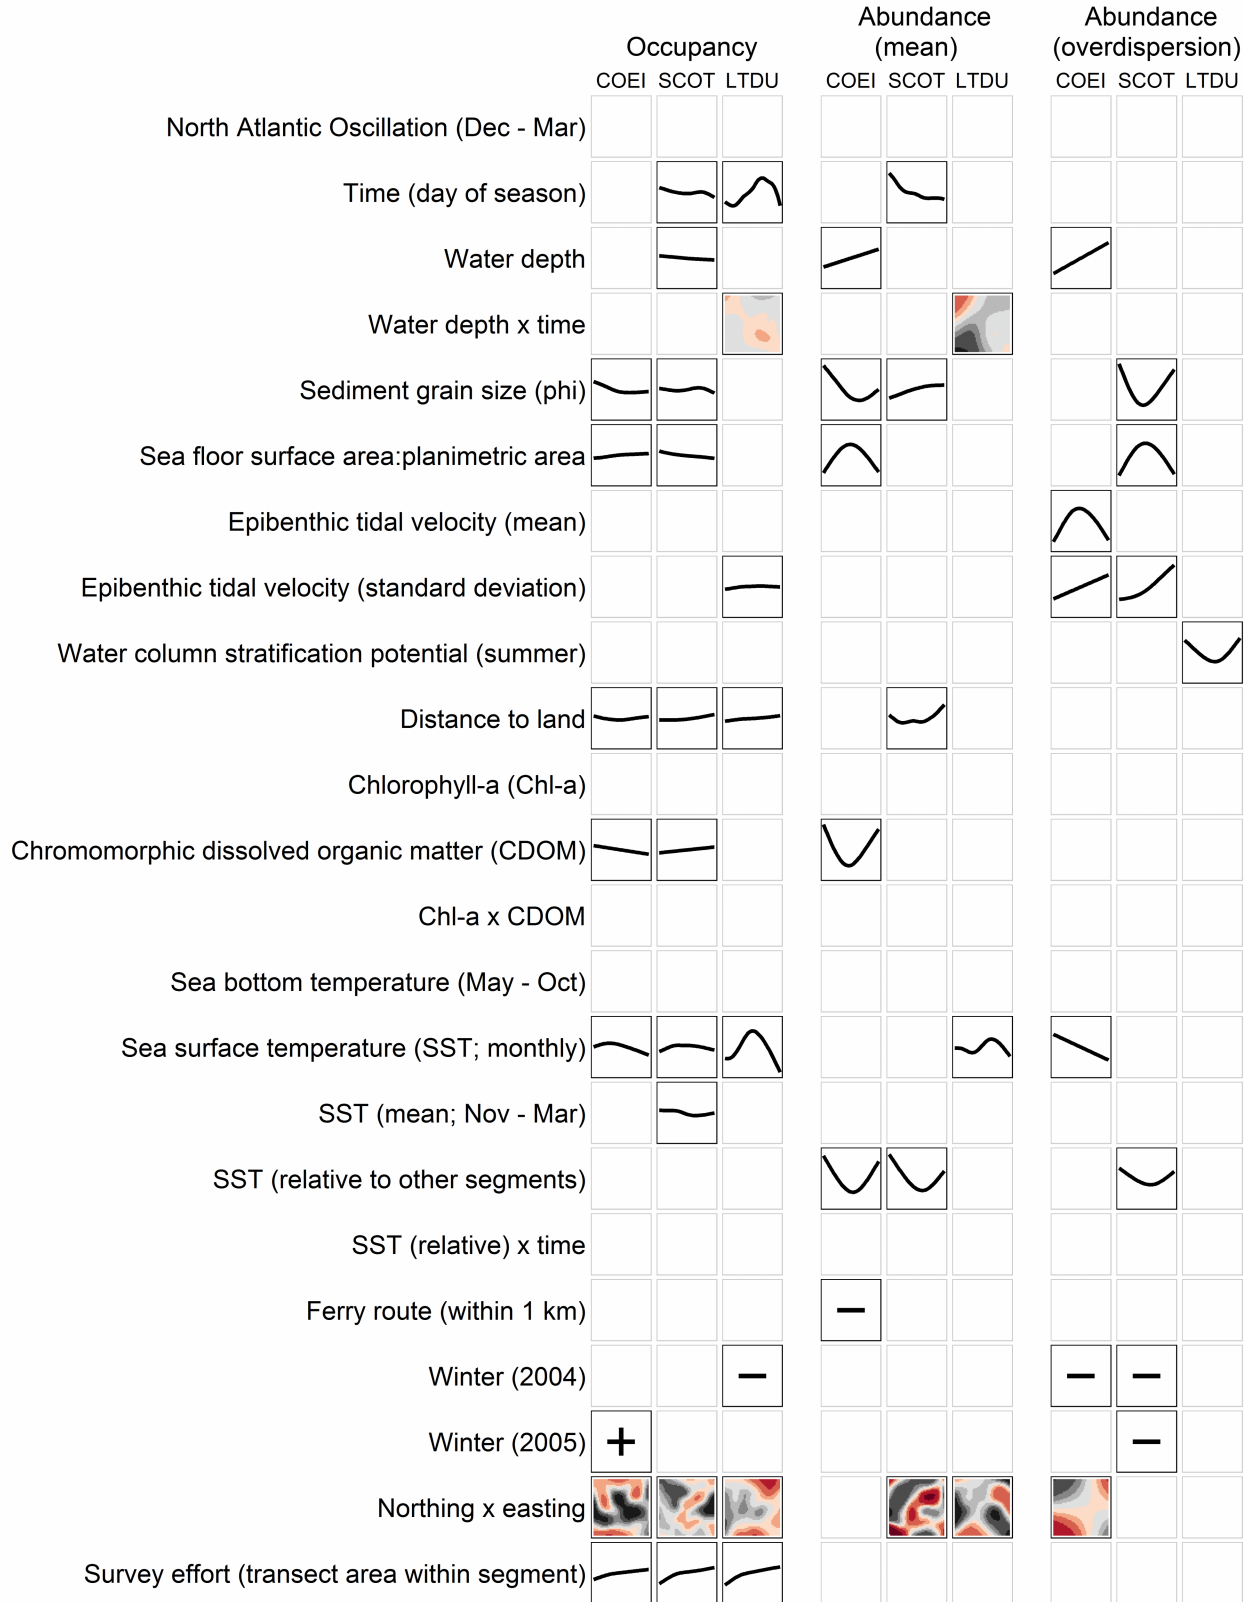 Occupancy
Abundance
(mean)
Abundance
(overdispersion)
COEI SCOT LTDU COEI SCOT LTDU COEI SCOT LTDU
North Atlantic Oscillation (Dec - Mar)
Time (day of season)
Water depth
Water depth x time
Sediment grain size (phi)
Sea floor surface area:planimetric area
Epibenthic tidal velocity (mean)
Epibenthic tidal velocity (standard deviation)
Water column stratification potential (summer)
Distance to land
Chlorophyll-a (Chl-a)
Chromomorphic dissolved organic matter (CDOM)
Chl-a x CDOM
Sea bottom temperature (May - Oct)
Sea surface temperature (SST; monthly)
SST (mean; Nov - Mar)
SST (relative to other segments)
SST (relative) x time
Ferry route (within 1 km)
Winter (2004)
Winter (2005)
Northing x easting
Survey effort (transect area within segment)